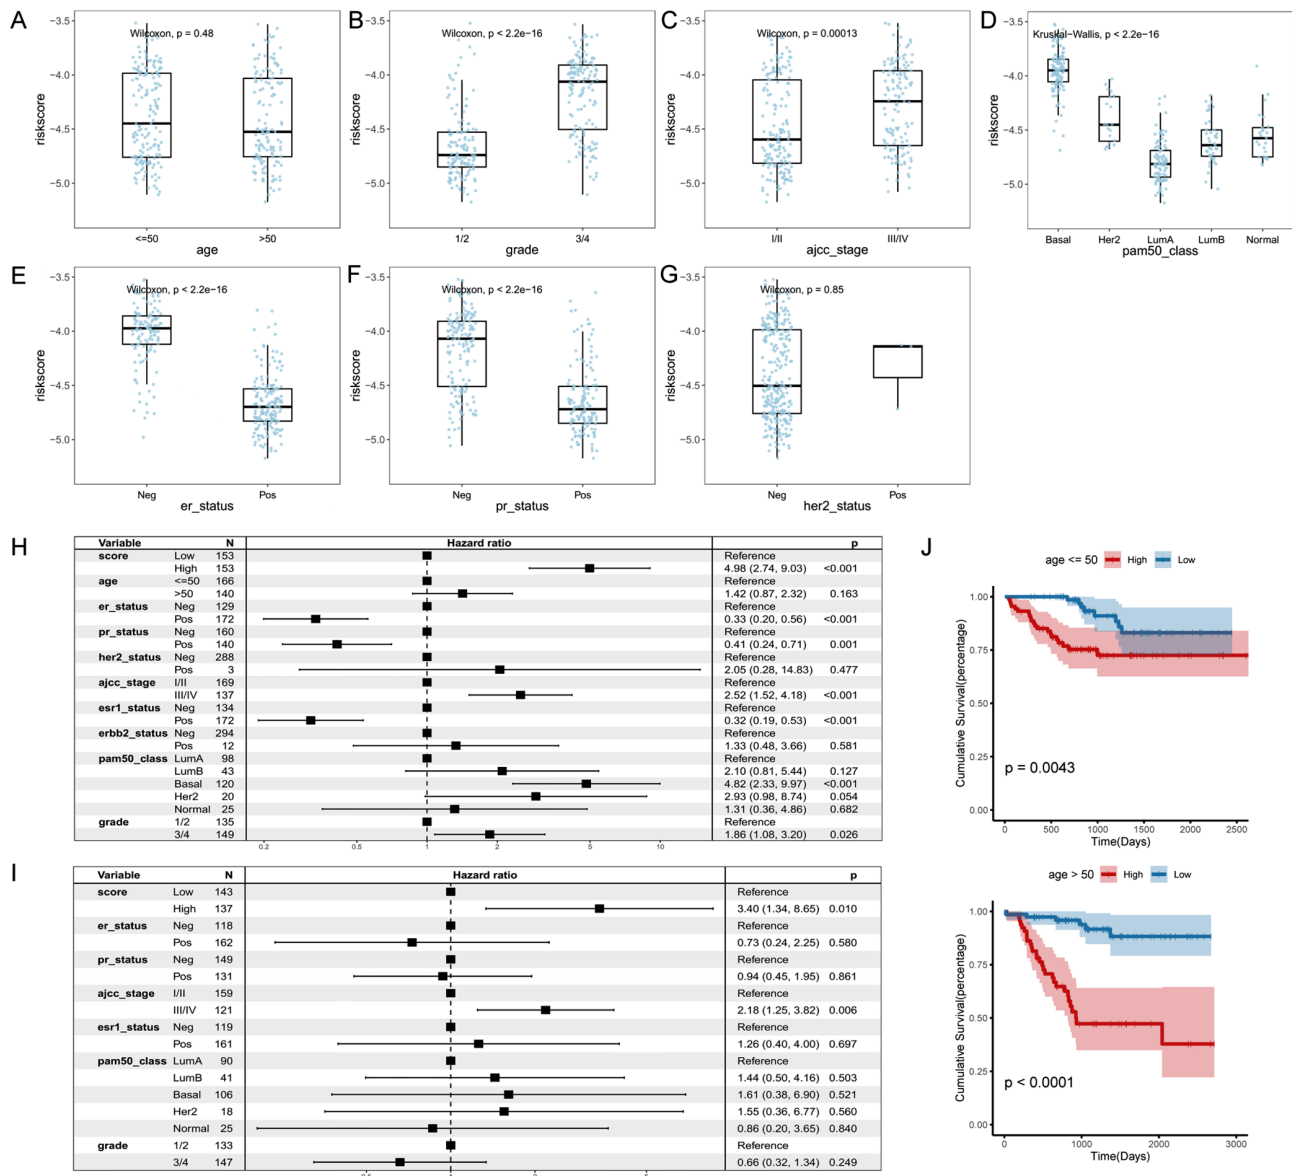 A
Wilcoxon, p = 0.48
riskscore
−3.5
−4.0
−4.5
−5.0
<=50
>50
age
B
Wilcoxon, p < 2.2e−16
riskscore
−3.5
−4.0
−4.5
−5.0
1/2
3/4
grade
C
Wilcoxon, p = 0.00013
riskscore
−3.5
−4.0
−4.5
−5.0
I/II
III/IV
ajcc_stage
D
Kruskal−Wallis, p < 2.2e−16
riskscore
−3.5
−4.0
−4.5
−5.0
Basal
Her2
LumA
LumB
Normal
pam50_class
E
Wilcoxon, p < 2.2e−16
riskscore
−3.5
−4.0
−4.5
−5.0
Neg
Pos
er_status
F
Wilcoxon, p < 2.2e−16
riskscore
−3.5
−4.0
−4.5
−5.0
Neg
Pos
pr_status
G
Wilcoxon, p = 0.85
riskscore
−3.5
−4.0
−4.5
−5.0
Neg
Pos
her2_status
H
Variable N Hazard ratio p
score Low 153 Reference
High 153 4.98 (2.74, 9.03) <0.001
age <=50 166 Reference
>50 140 1.42 (0.87, 2.32) 0.163
er_status Neg 129 Reference
Pos 172 0.33 (0.20, 0.56) <0.001
pr_status Neg 160 Reference
Pos 140 0.41 (0.24, 0.71) 0.001
her2_status Neg 288 Reference
Pos 3 2.05 (0.28, 14.83) 0.477
ajcc_stage I/II 169 Reference
III/IV 137 2.52 (1.52, 4.18) <0.001
esr1_status Neg 134 Reference
Pos 172 0.32 (0.19, 0.53) <0.001
erbb2_status Neg 294 Reference
Pos 12 1.33 (0.48, 3.66) 0.581
pam50_class LumA 98 Reference
LumB 43 2.10 (0.81, 5.44) 0.127
Basal 120 4.82 (2.33, 9.97) <0.001
Her2 20 2.93 (0.98, 8.74) 0.054
Normal 25 1.31 (0.36, 4.86) 0.682
grade 1/2 135 Reference
3/4 149 1.86 (1.08, 3.20) 0.026
0.2 0.5 1 2 5 10
I
Variable N Hazard ratio p
score Low 143 Reference
High 137 3.40 (1.34, 8.65) 0.010
er_status Neg 118 Reference
Pos 162 0.73 (0.24, 2.25) 0.580
pr_status Neg 149 Reference
Pos 131 0.94 (0.45, 1.95) 0.861
ajcc_stage I/II 159 Reference
III/IV 121 2.18 (1.25, 3.82) 0.006
esr1_status Neg 119 Reference
Pos 161 1.26 (0.40, 4.00) 0.697
pam50_class LumA 90 Reference
LumB 41 1.44 (0.50, 4.16) 0.503
Basal 106 1.61 (0.38, 6.90) 0.521
Her2 18 1.55 (0.36, 6.77) 0.560
Normal 25 0.86 (0.20, 3.65) 0.840
grade 1/2 133 Reference
3/4 147 0.66 (0.32, 1.34) 0.249
J
age <= 50 High Low
Cumulative Survival(percentage)
1.00
0.75
0.50
0.25
0.00
p = 0.0043
0 500 1000 1500 2000 2500
Time(Days)
age > 50 High Low
Cumulative Survival(percentage)
1.00
0.75
0.50
0.25
0.00
p < 0.0001
0 1000 2000 3000
Time(Days)